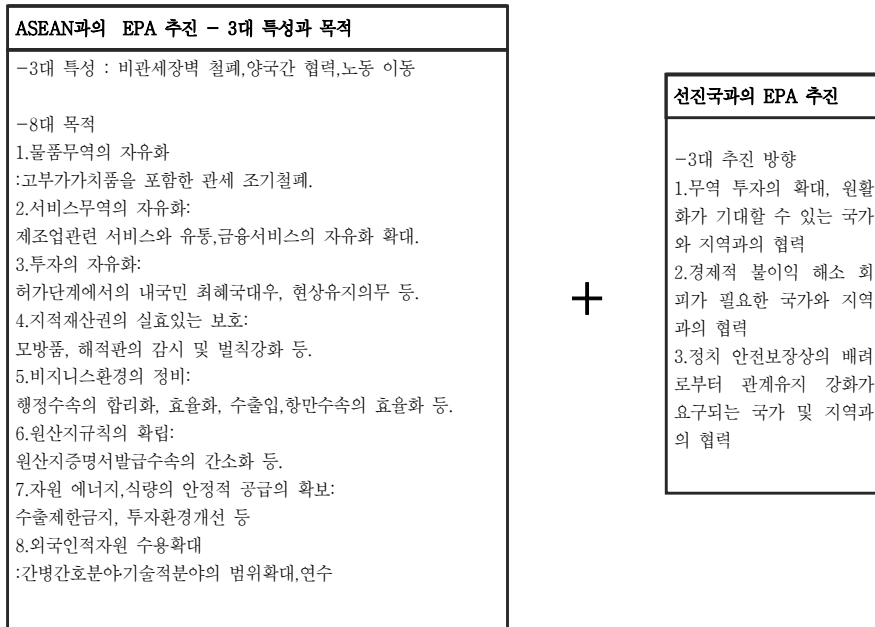 ASEAN과의 EPA 추진 - 3대 특성과 목적
-3대 특성 : 비관세장벽 철폐,양국간 협력,노동 이동
-8대 목적
1.물품무역의 자유화
:고부가가치품을 포함한 관세 조기철폐.
2.서비스무역의 자유화:
제조업관련 서비스와 유통,금융서비스의 자유화 확대.
3.투자의 자유화:
허가단계에서의 내국민 최혜국대우, 현상유지의무 등.
4.지적재산권의 실효있는 보호:
모방품, 해적판의 감시 및 벌칙강화 등.
5.비지니스환경의 정비:
행정수속의 합리화, 효율화, 수출입,항만수속의 효율화 등.
6.원산지규칙의 확립:
원산지증명서발급수속의 간소화 등.
7.자원 에너지,식량의 안정적 공급의 확보:
수출제한금지, 투자환경개선 등
8.외국인적자원 수용확대
:간병간호분야·기술적분야의 범위확대,연수
+
선진국과의 EPA 추진
-3대 추진 방향
1.무역 투자의 확대, 원활
화가 기대할 수 있는 국가
와 지역과의 협력
2.경제적 불이익 해소 회
피가 필요한 국가와 지역
과의 협력
3.정치 안전보장상의 배려
로부터 관계유지 강화가
요구되는 국가 및 지역과
의 협력